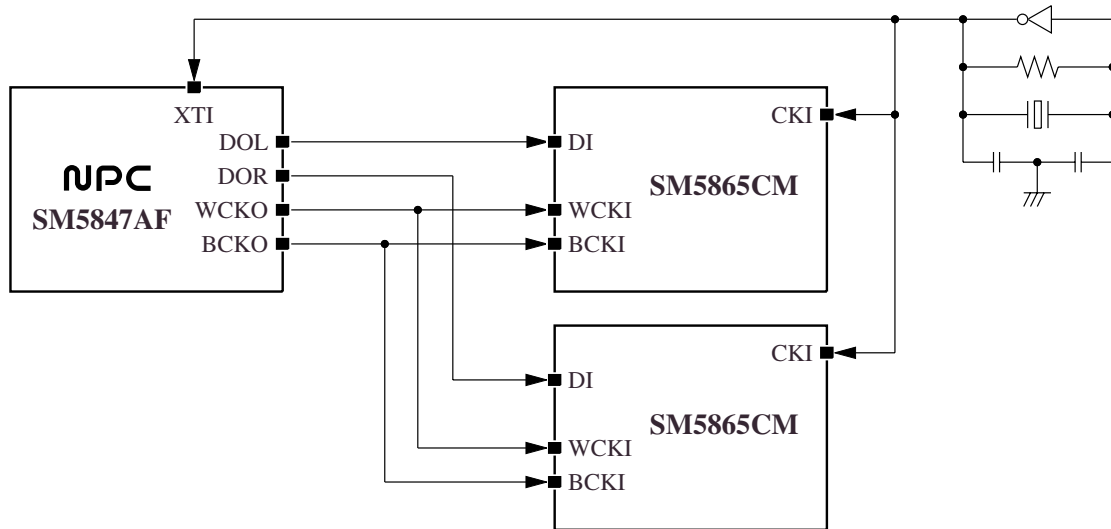 XTI
DOL
DOR
WCKO
BCKO
NPC
SM5847AF
CKI
DI
SM5865CM
WCKI
BCKI
CKI
DI
SM5865CM
WCKI
BCKI